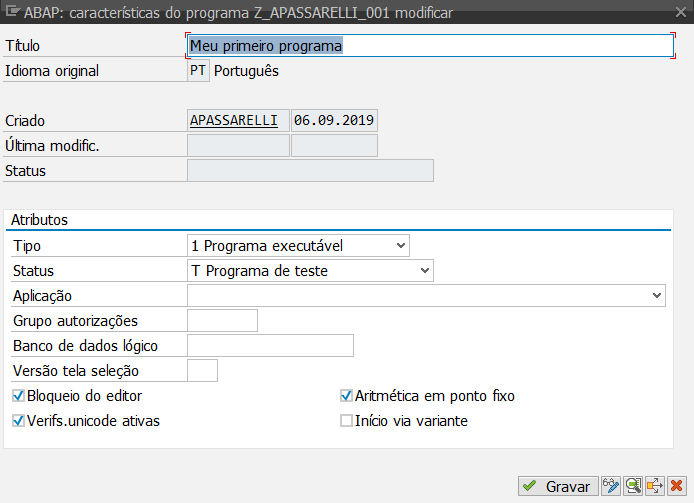 ABAP: características do programa Z_APASSARELLI_001 modificar
Título Meu primeiro programa
Idioma original PT Português
Criado APASSARELLI 06.09.2019
Última modific.
Status
Atributos
Tipo 1 Programa executável
Status T Programa de teste
Aplicação
Grupo autorizações
Banco de dados lógico
Versão tela seleção
Bloqueio do editor Aritmética em ponto fixo
Verifs.unicode ativas Início via variante
Gravar